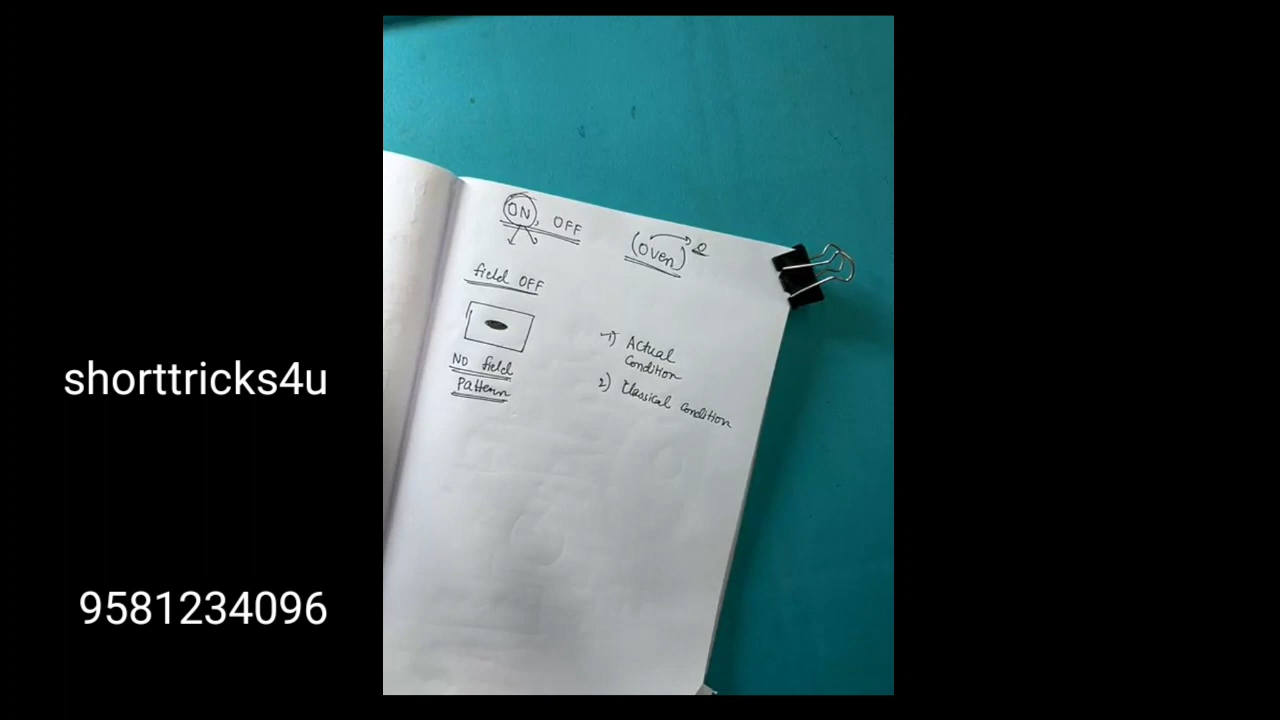 ON, OFF
(Oven) e
field OFF
NO field
Pattern
1) Actual
Condition
2) Classical Condition
shorttricks4u
9581234096